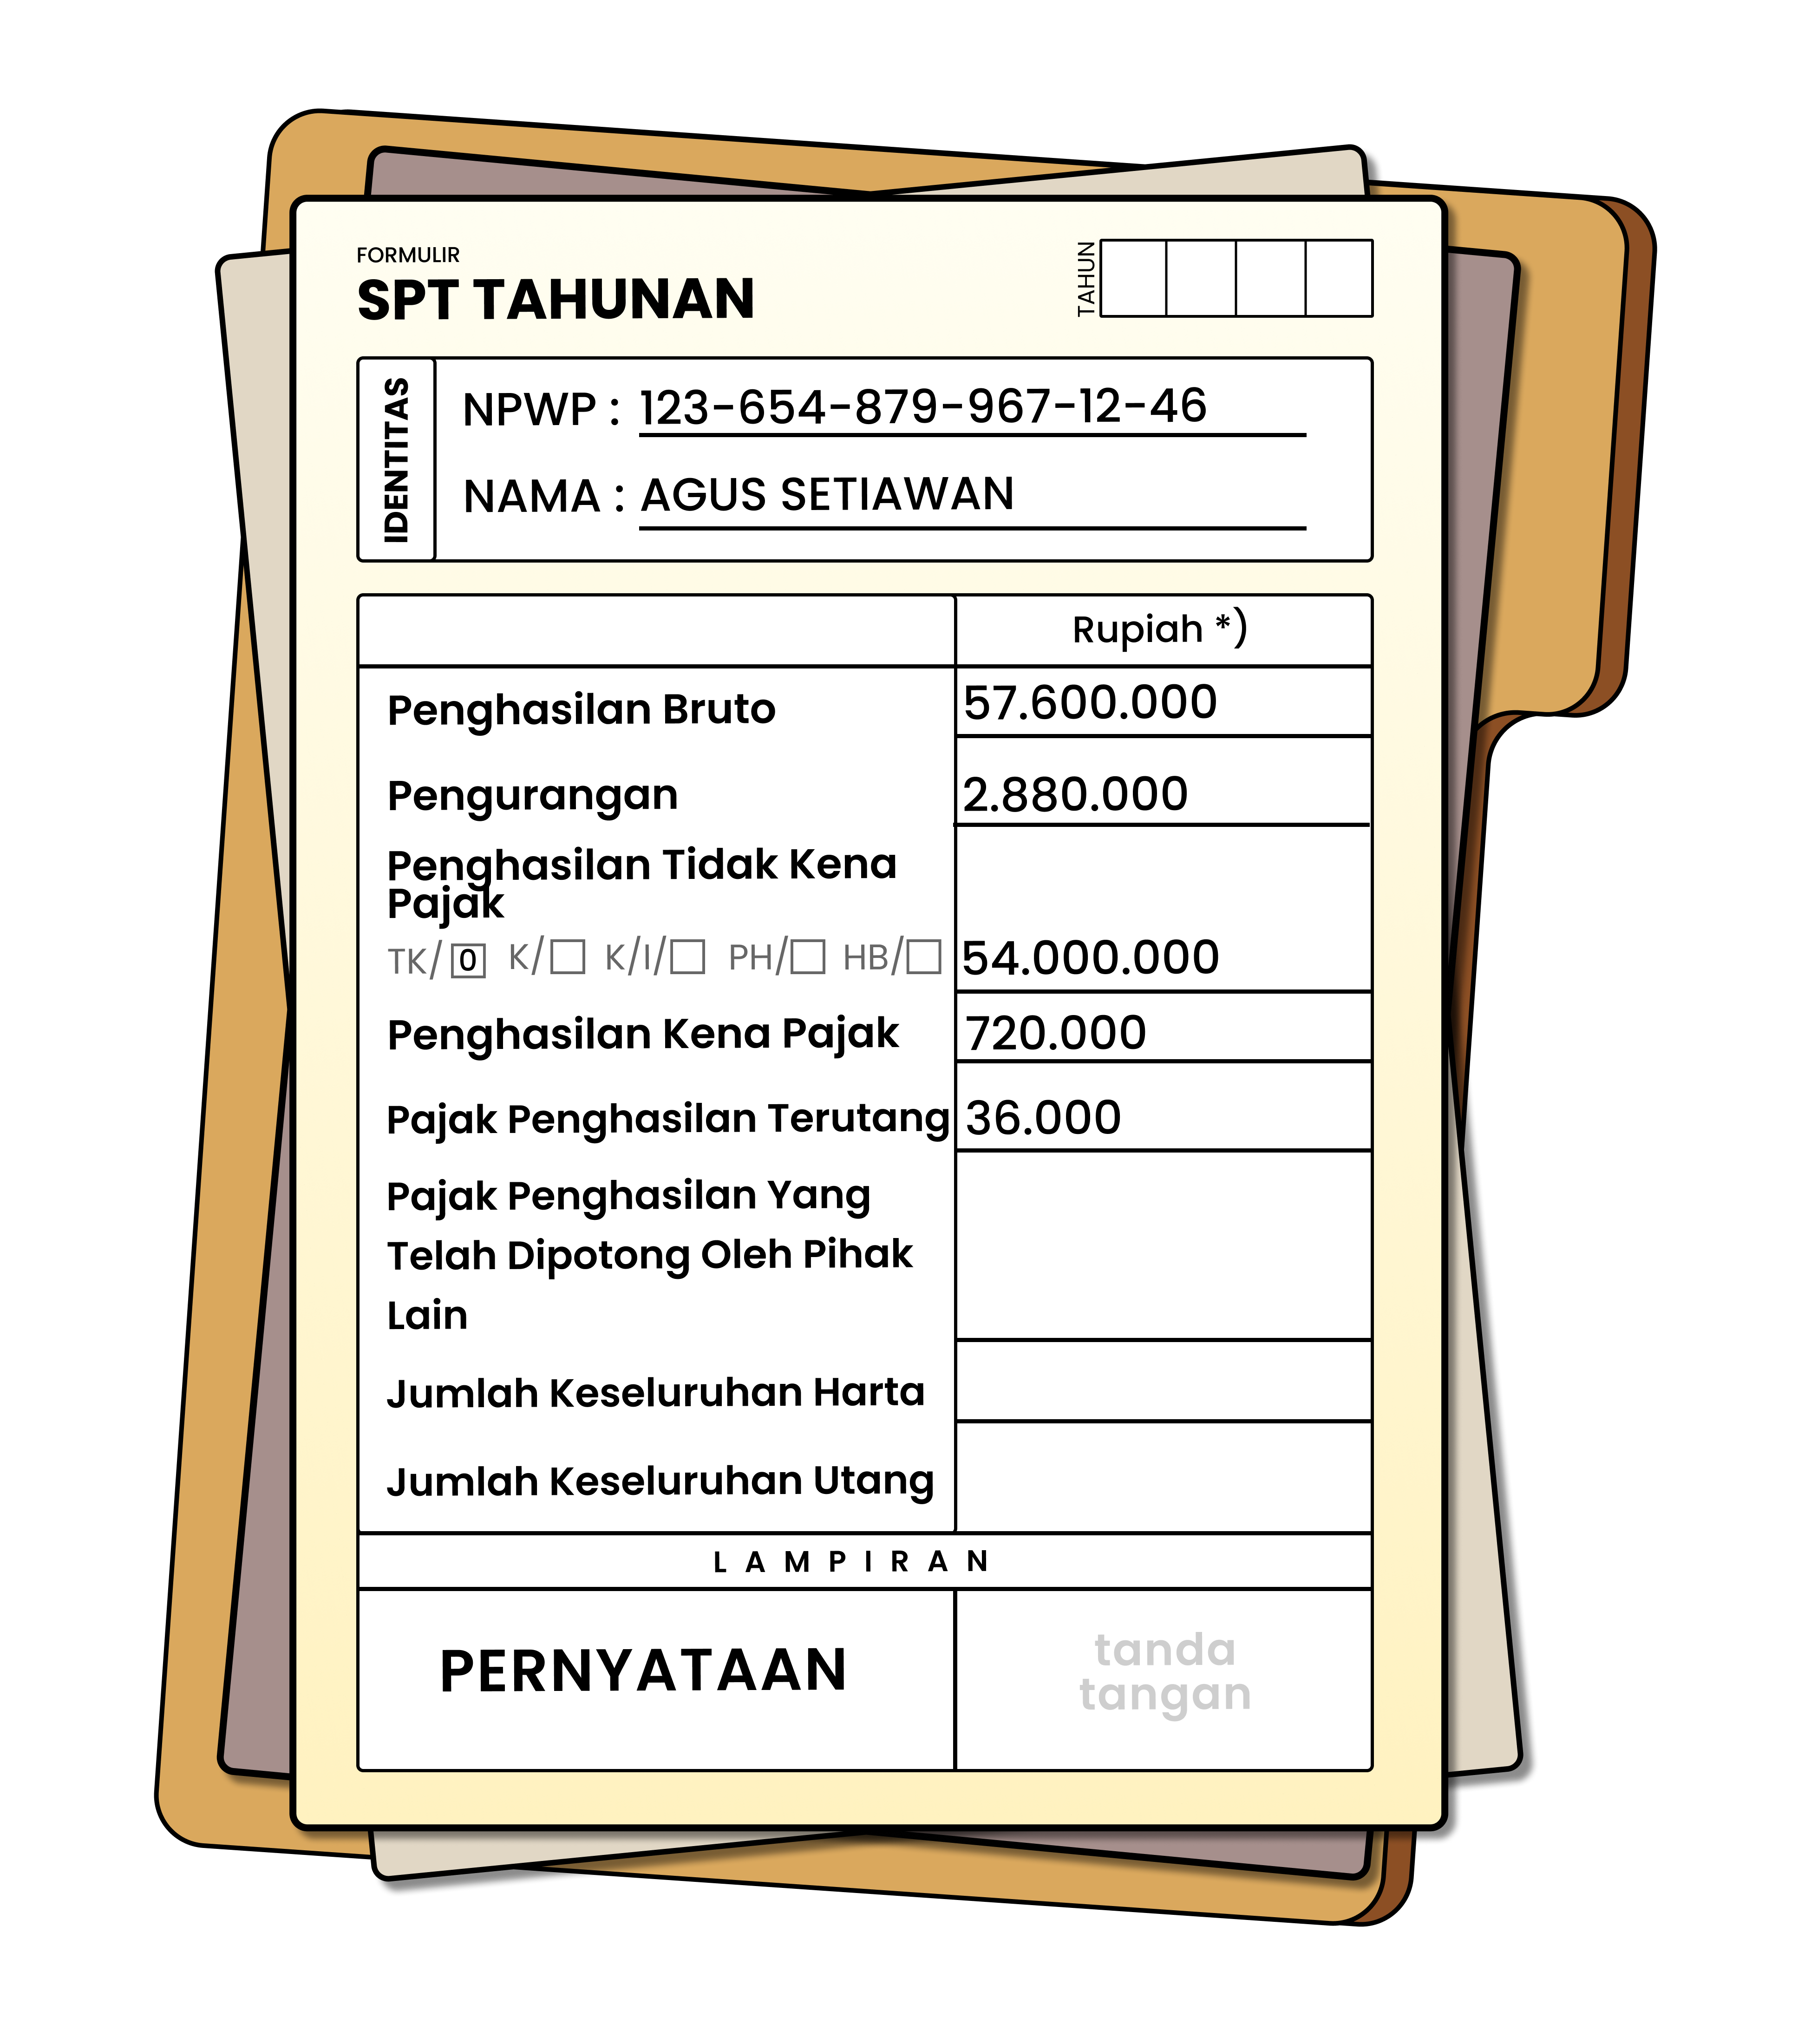 FORMULIR
SPT TAHUNAN
TAHUN
IDENTITAS
NPWP : 123-654-879-967-12-46
NAMA : AGUS SETIAWAN
Rupiah *)
Penghasilan Bruto 57.600.000
Pengurangan 2.880.000
Penghasilan Tidak Kena
Pajak
TK/ 0 K/ K/I/ PH/ HB/ 54.000.000
Penghasilan Kena Pajak 720.000
Pajak Penghasilan Terutang 36.000
Pajak Penghasilan Yang
Telah Dipotong Oleh Pihak
Lain
Jumlah Keseluruhan Harta
Jumlah Keseluruhan Utang
LAMPIRAN
PERNYATAAN
tanda
tangan